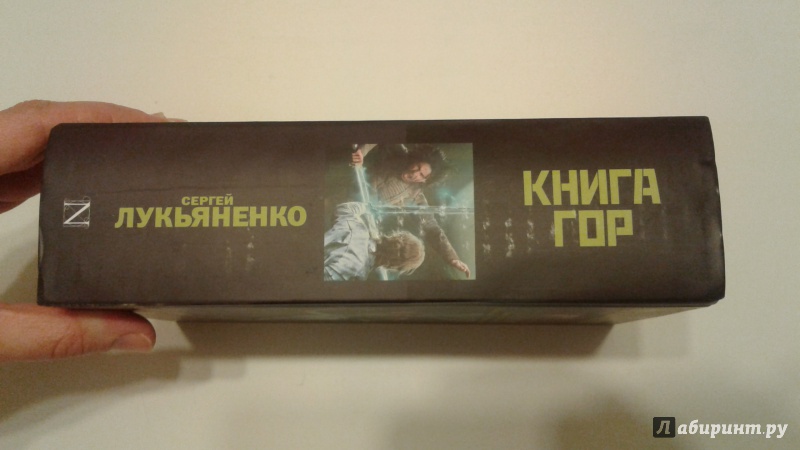 N
СЕРГЕЙ
ЛУКЬЯНЕНКО
КНИГА
ГОР
Лабиринт.ру